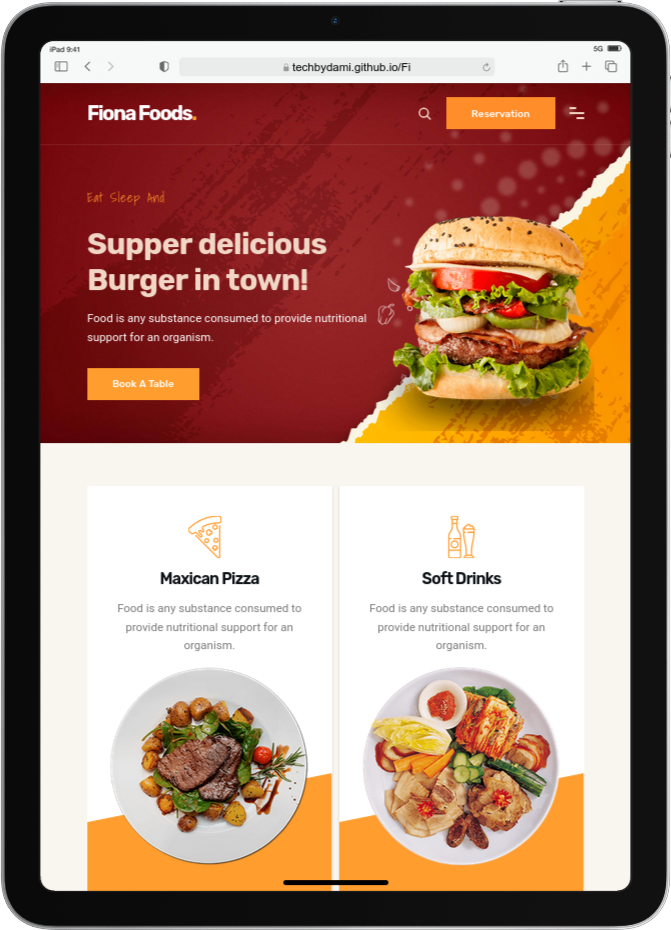 iPad 9:41
5G
techbydami.github.io/Fi
Fiona Foods.
Reservation
Eat Sleep And
Supper delicious
Burger in town!
Food is any substance consumed to provide nutritional
support for an organism.
Book A Table
Maxican Pizza
Food is any substance consumed to
provide nutritional support for an
organism.
Soft Drinks
Food is any substance consumed to
provide nutritional support for an
organism.